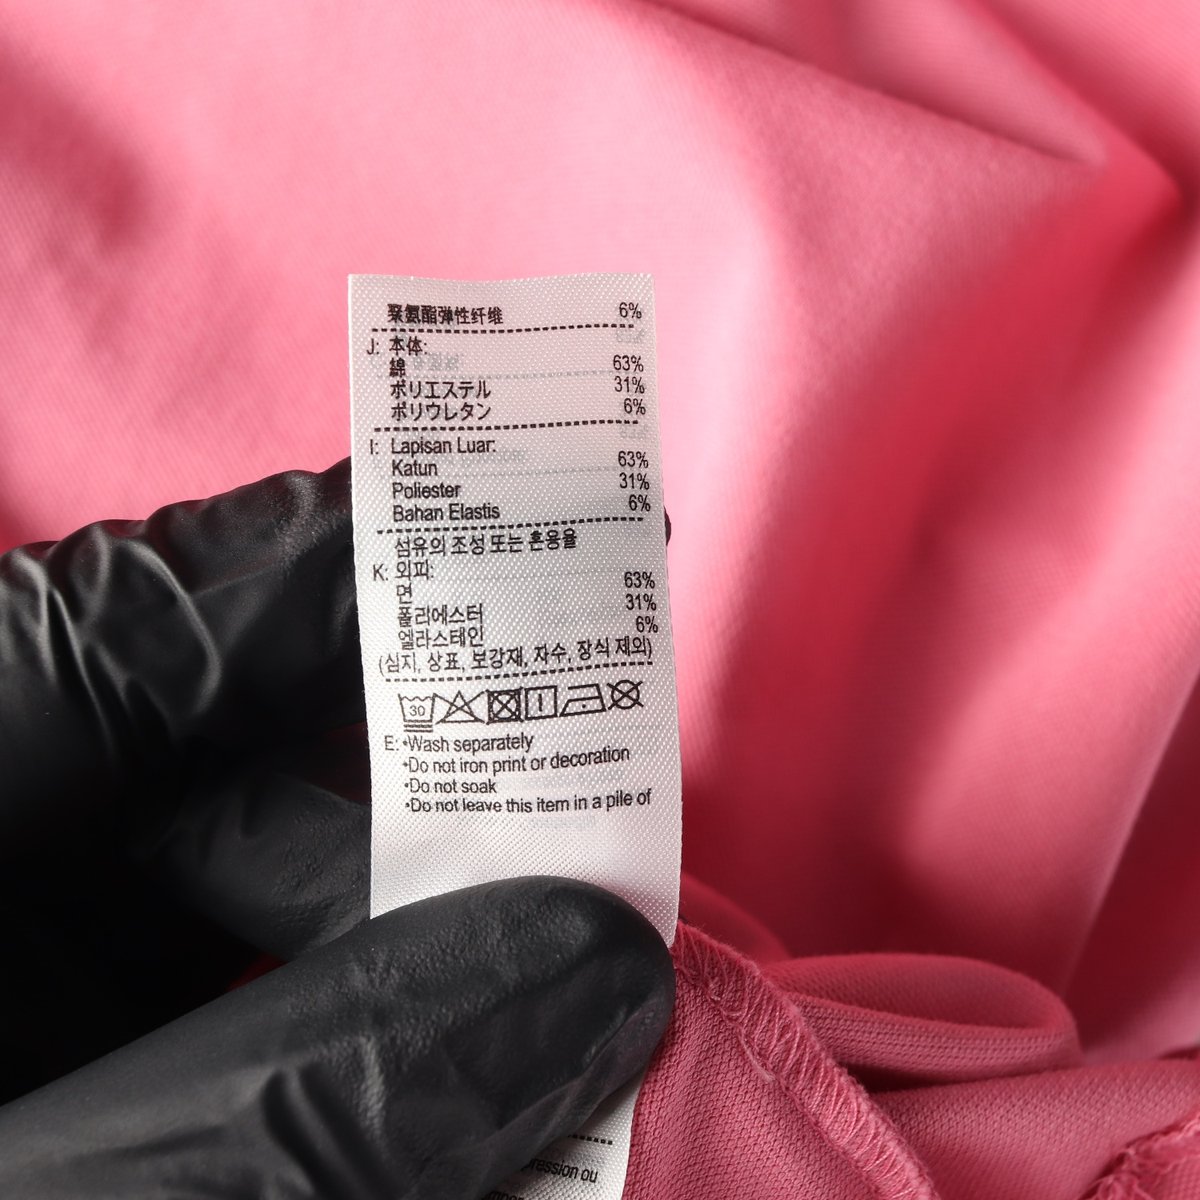 聚氨酯弹性纤维 6%
J: 本体:
綿 63%
ポリエステル 31%
ポリウレタン 6%
I: Lapisan Luar:
Katun 63%
Poliester 31%
Bahan Elastis 6%
섬유의 조성 또는 혼용율
K: 외피:
면 63%
폴리에스터 31%
엘라스테인 6%
(심지, 상표, 보강재, 자수, 장식 제외)
30
E: •Wash separately
•Do not iron print or decoration
•Do not soak
•Do not leave this item in a pile of
ression ou